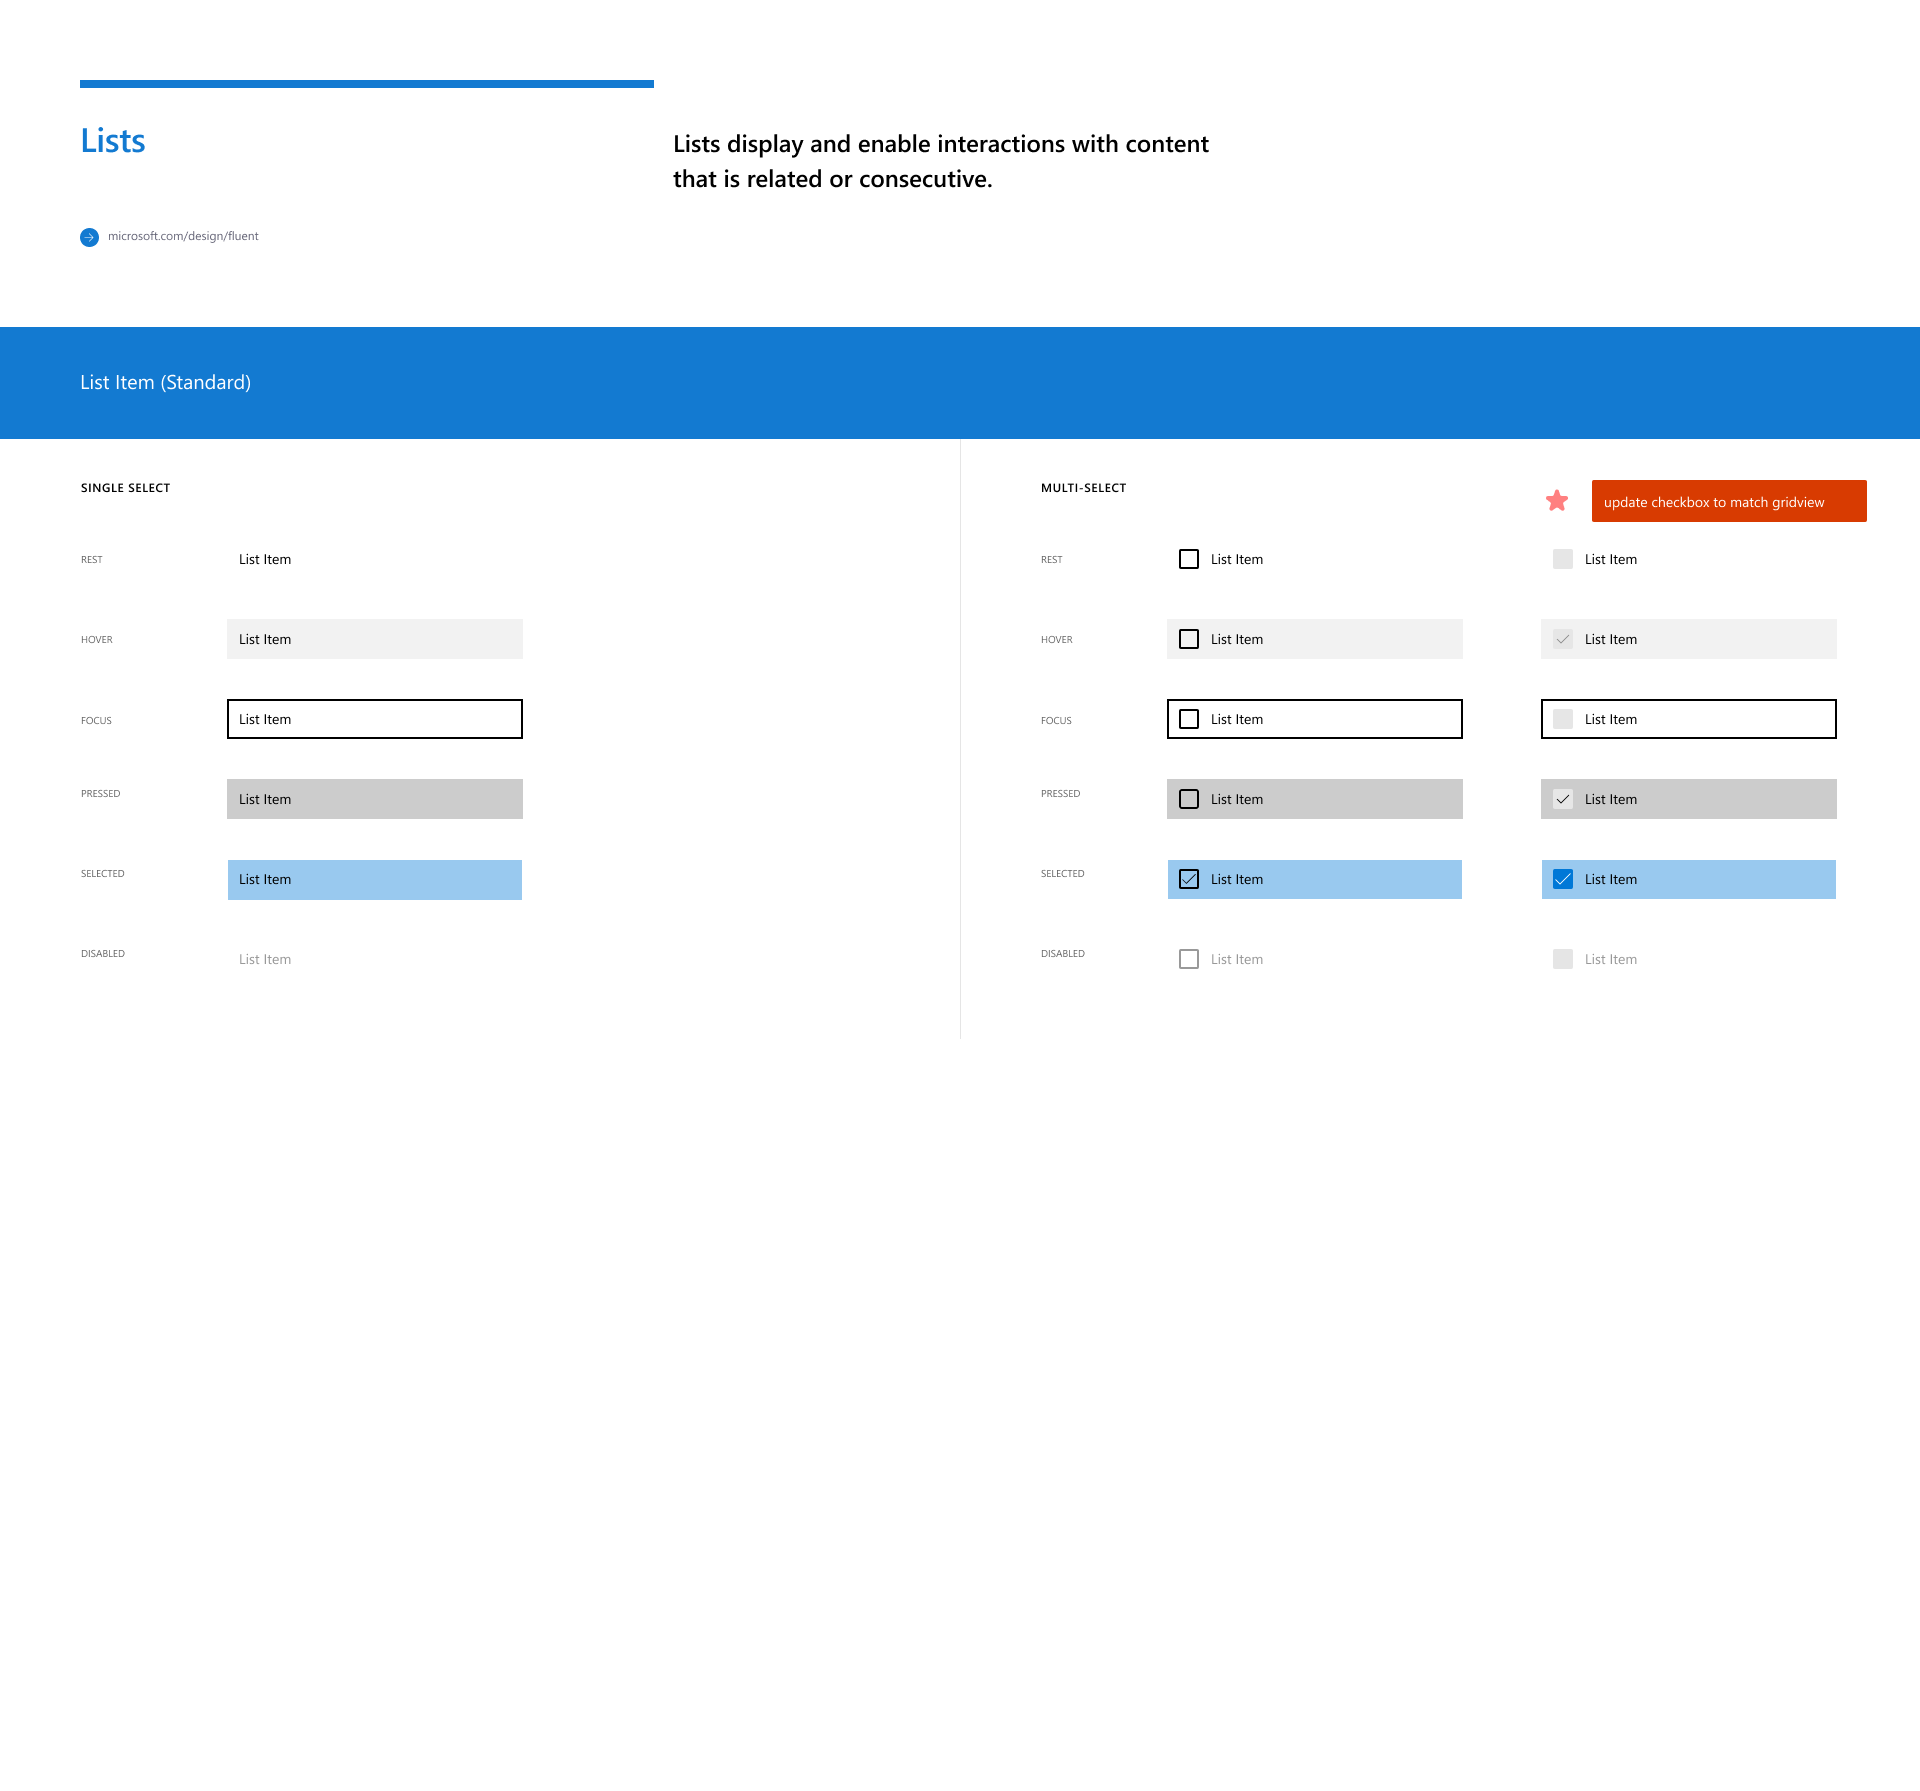 Lists
Lists display and enable interactions with content
that is related or consecutive.
microsoft.com/design/fluent
List Item (Standard)
SINGLE SELECT
REST
List Item
HOVER
List Item
FOCUS
List Item
PRESSED
List Item
SELECTED
List Item
DISABLED
List Item
MULTI-SELECT
update checkbox to match gridview
REST
List Item
List Item
HOVER
List Item
List Item
FOCUS
List Item
List Item
PRESSED
List Item
List Item
SELECTED
List Item
List Item
DISABLED
List Item
List Item